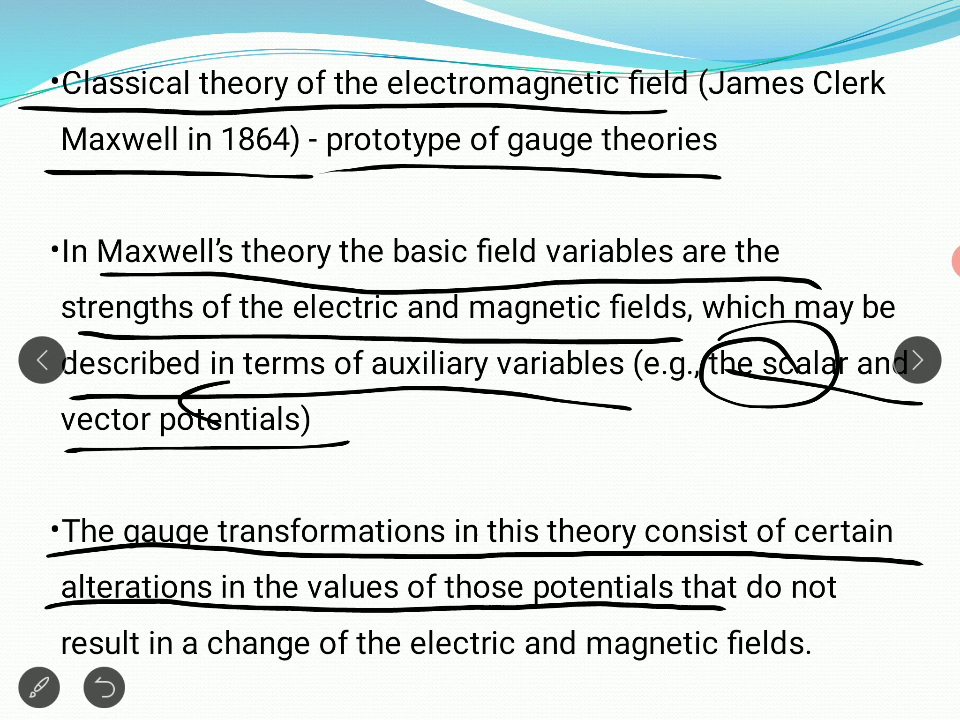 •Classical theory of the electromagnetic field (James Clerk
Maxwell in 1864) - prototype of gauge theories
•In Maxwell's theory the basic field variables are the
strengths of the electric and magnetic fields, which may be
described in terms of auxiliary variables (e.g., the scalar and
vector potentials)
•The gauge transformations in this theory consist of certain
alterations in the values of those potentials that do not
result in a change of the electric and magnetic fields.